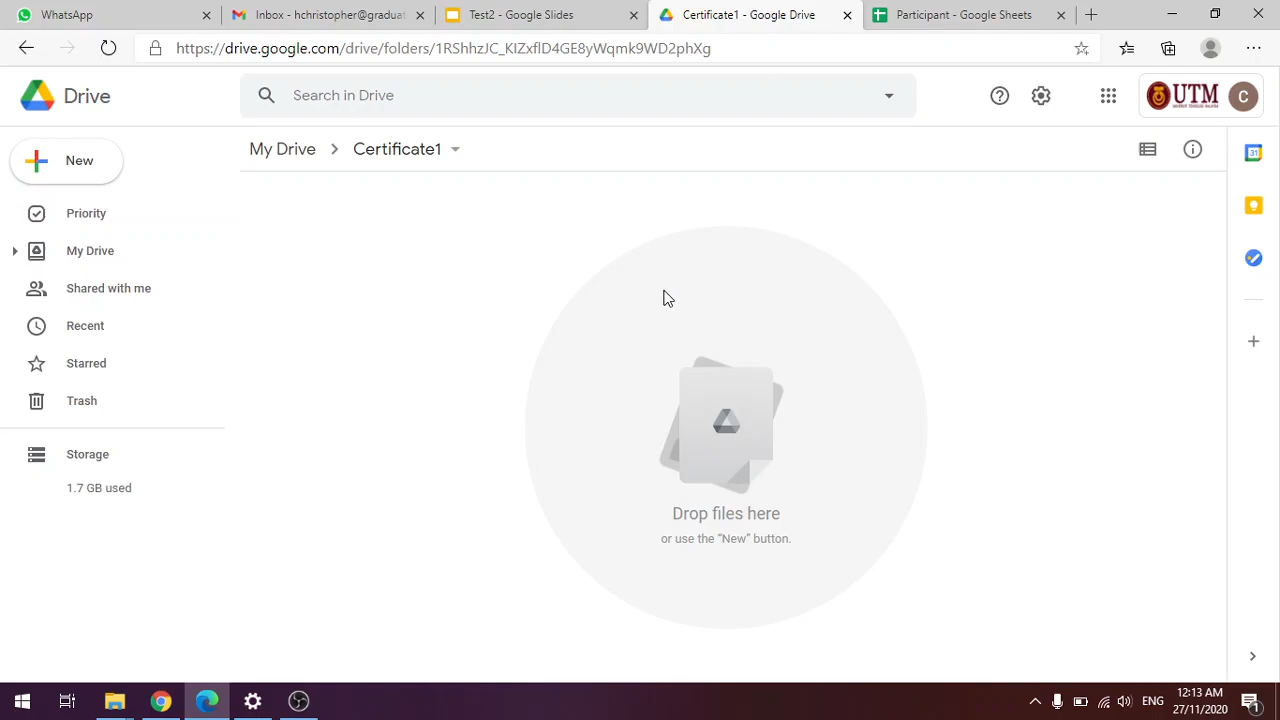 WhatsApp
Inbox - hchristopher@graduat
Test2 - Google Slides
Certificate1 - Google Drive
Participant - Google Sheets
https://drive.google.com/drive/folders/1RShhzJC_KIZxflD4GE8yWqmk9WD2phXg
Drive
Search in Drive
UTM
C
New
My Drive
Certificate1
31
Priority
My Drive
Shared with me
Recent
Starred
Trash
Storage
1.7 GB used
Drop files here
or use the “New” button.
ENG
12:13 AM
27/11/2020
1